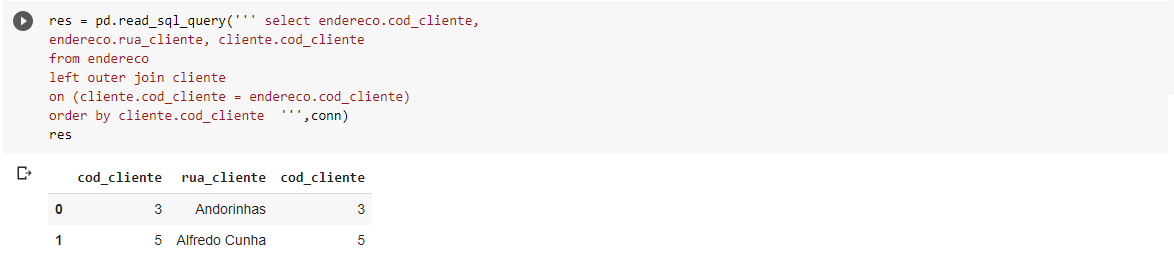 res = pd.read_sql_query(''' select endereco.cod_cliente,
endereco.rua_cliente, cliente.cod_cliente
from endereco
left outer join cliente
on (cliente.cod_cliente = endereco.cod_cliente)
order by cliente.cod_cliente  ''',conn)
res
cod_cliente rua_cliente cod_cliente
0 3 Andorinhas 3
1 5 Alfredo Cunha 5